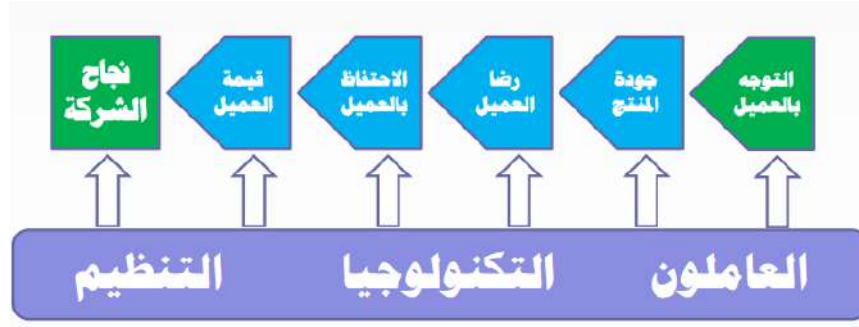 التوجه
بالعميل
جودة
المنتج
رضا
العميل
الاحتفاظ
بالعميل
قيمة
العميل
نجاح
الشركة
العاملون
التكنولوجيا
التنظيم